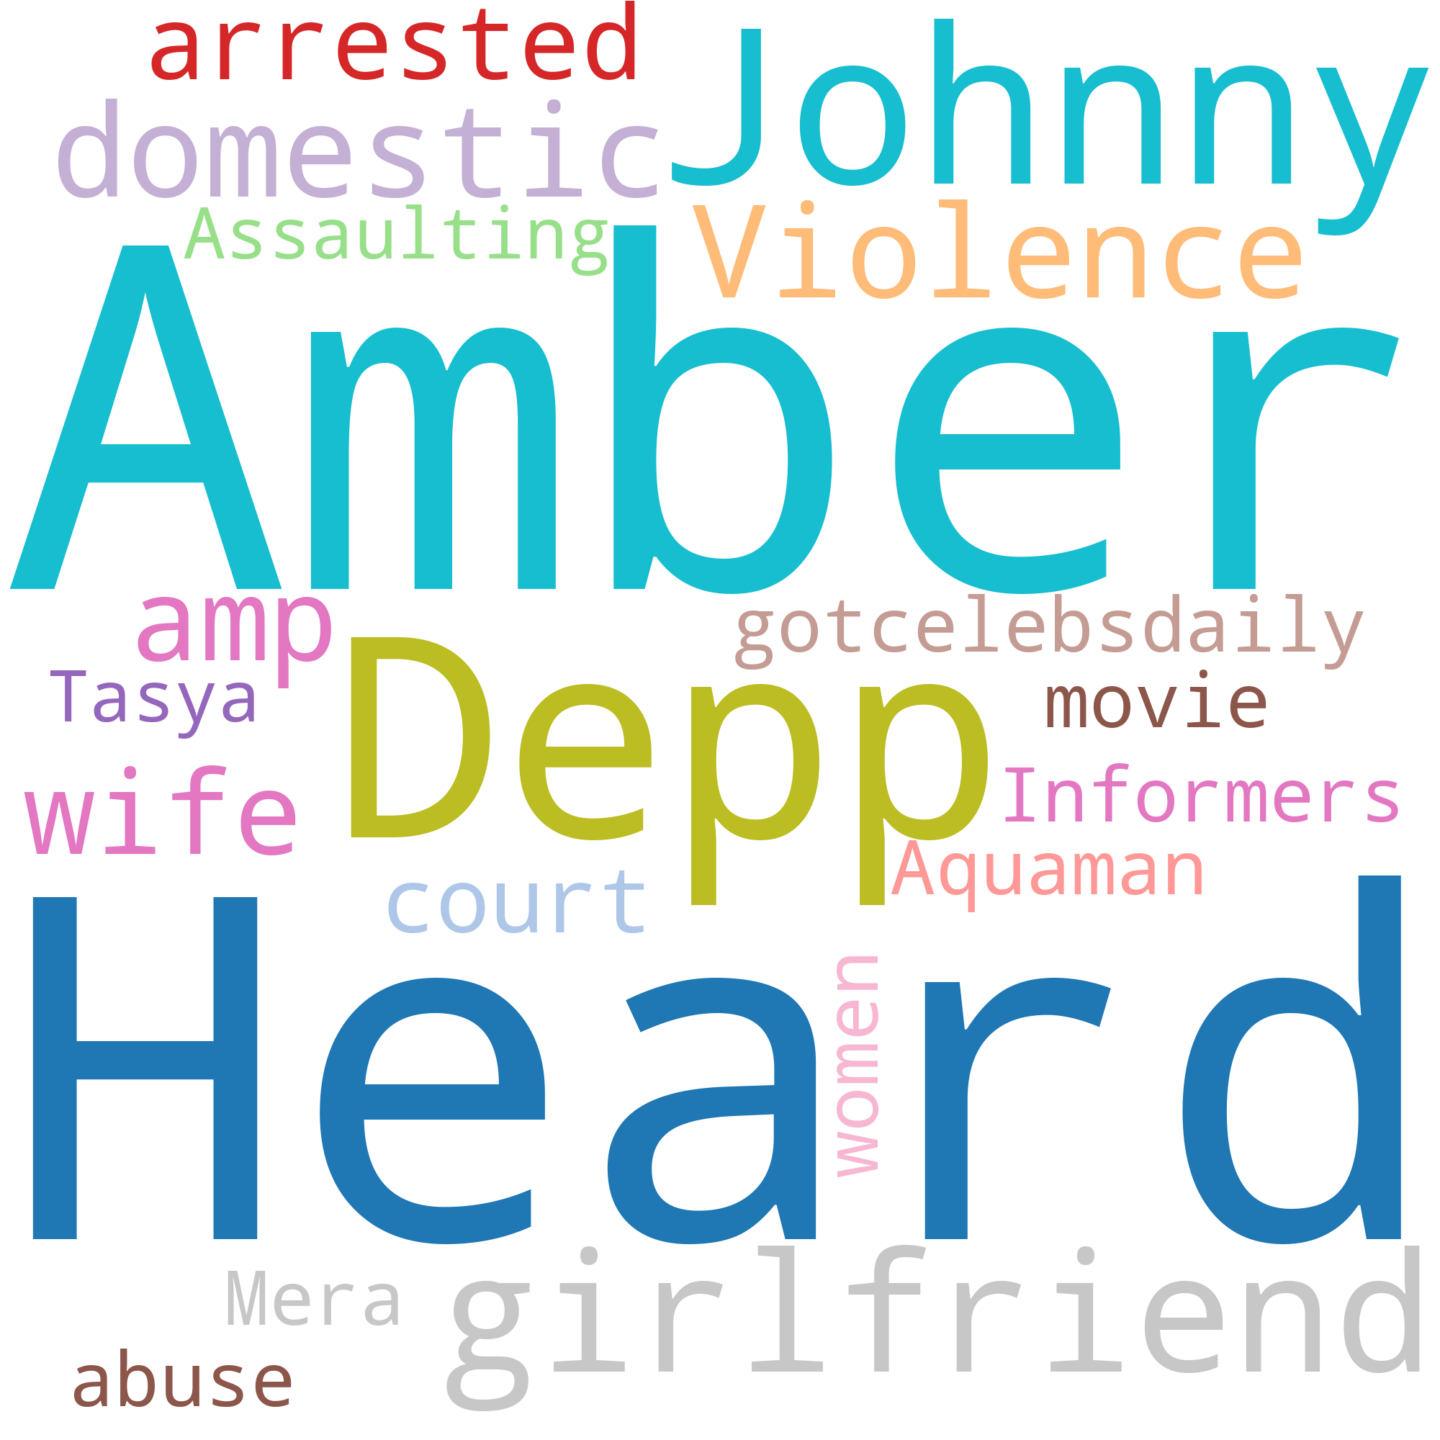 arrested
Johnny
domestic
Assaulting
Violence
Amber
amp
gotcelebsdaily
Tasya
Depp
movie
wife
Informers
Aquaman
court
Heard
women
Mera
girlfriend
abuse